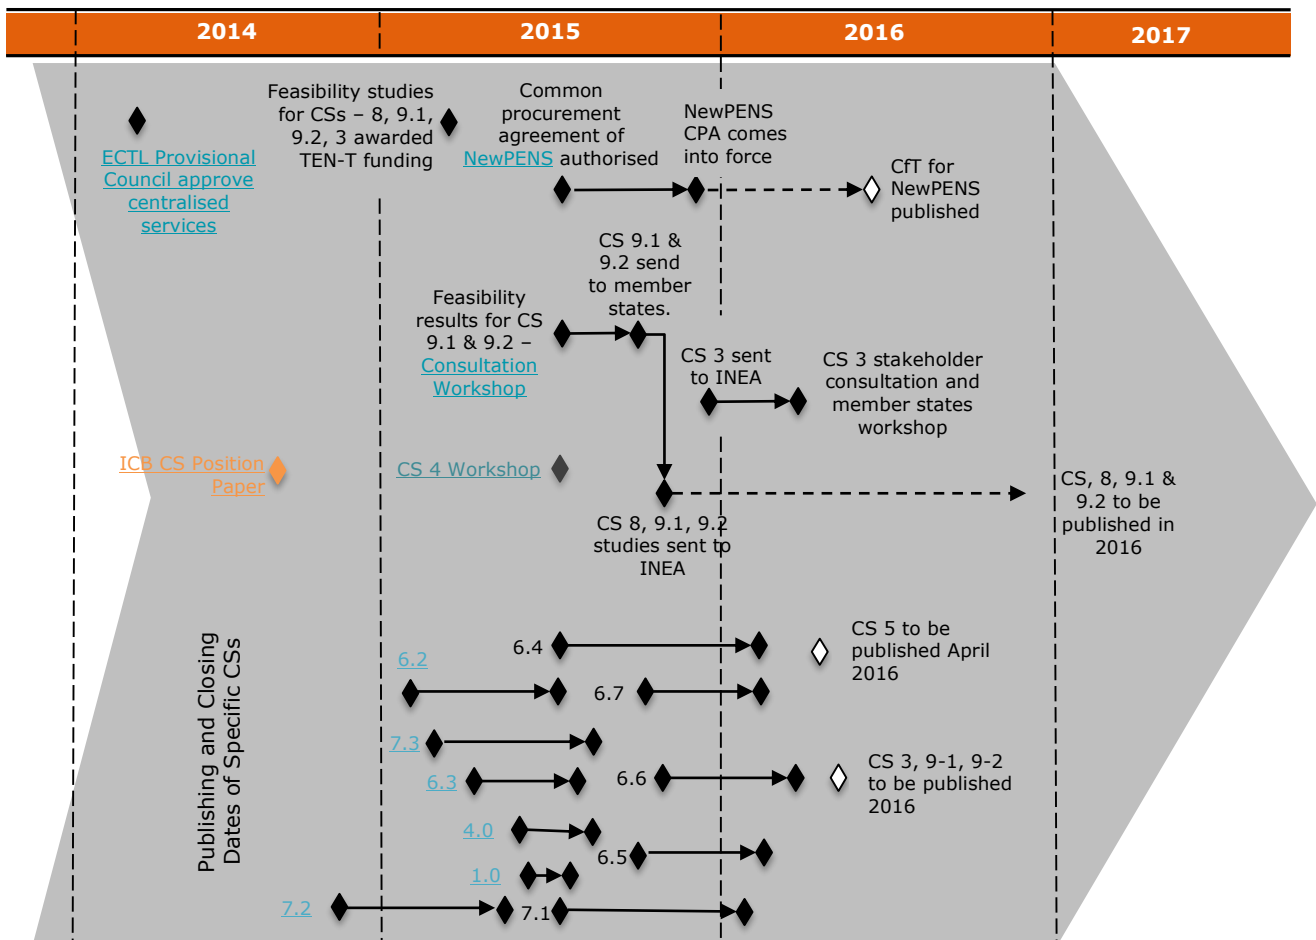 2014
2015
2016
2017
ECTL Provisional
Council approve
centralised
services
Feasibility studies
for CSs – 8, 9.1,
9.2, 3 awarded
TEN-T funding
Common
procurement
agreement of
NewPENS authorised
NewPENS
CPA comes
into force
CfT for
NewPENS
published
CS 9.1 &
9.2 send
to member
states.
Feasibility
results for CS
9.1 & 9.2 –
Consultation
Workshop
CS 3 sent
to INEA
CS 3 stakeholder
consultation and
member states
workshop
ICB CS Position
Paper
CS 4 Workshop
CS 8, 9.1, 9.2
studies sent to
INEA
CS, 8, 9.1 &
9.2 to be
published in
2016
Publishing and Closing
Dates of Specific CSs
6.4
CS 5 to be
published April
2016
6.2
6.7
7.3
6.3
6.6
CS 3, 9-1, 9-2
to be published
2016
4.0
6.5
1.0
7.2
7.1